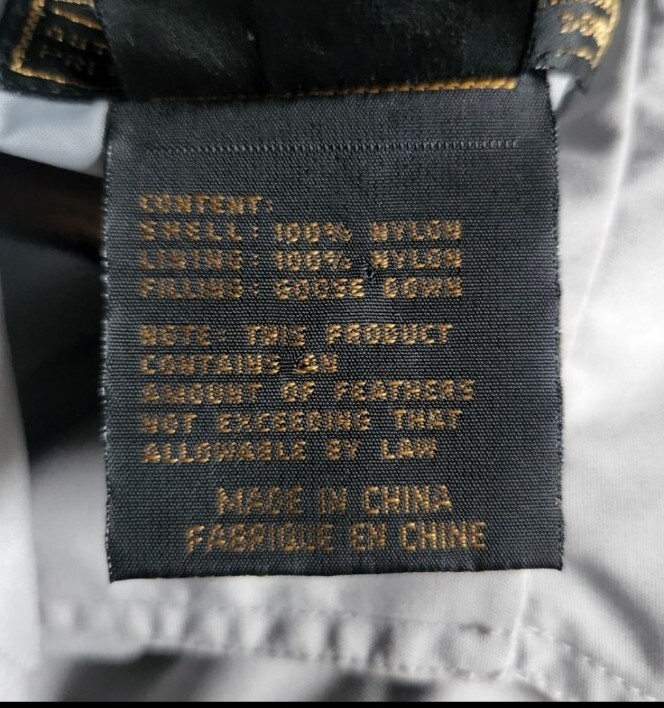 CONTENT:
SHELL: 100% NYLON
LINING: 100% NYLON
FILLING: GOOSE DOWN
NOTE: THIS PRODUCT
CONTAINS AN
AMOUNT OF FEATHERS
NOT EXCEEDING THAT
ALLOWABLE BY LAW
MADE IN CHINA
FABRIQUE EN CHINE